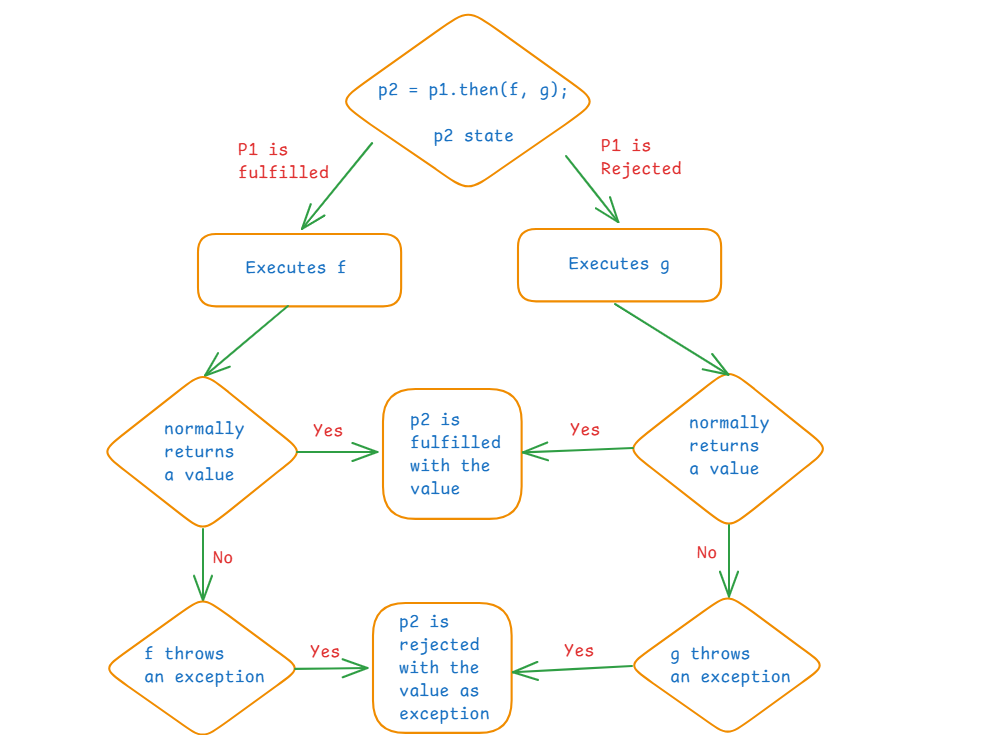 p2 = p1.then(f, g);
p2 state
P1 is
fulfilled
P1 is
Rejected
Executes f
Executes g
normally
returns
a value
Yes
p2 is
fulfilled
with the
value
Yes
normally
returns
a value
No
No
f throws
an exception
Yes
p2 is
rejected
with the
value as
exception
Yes
g throws
an exception